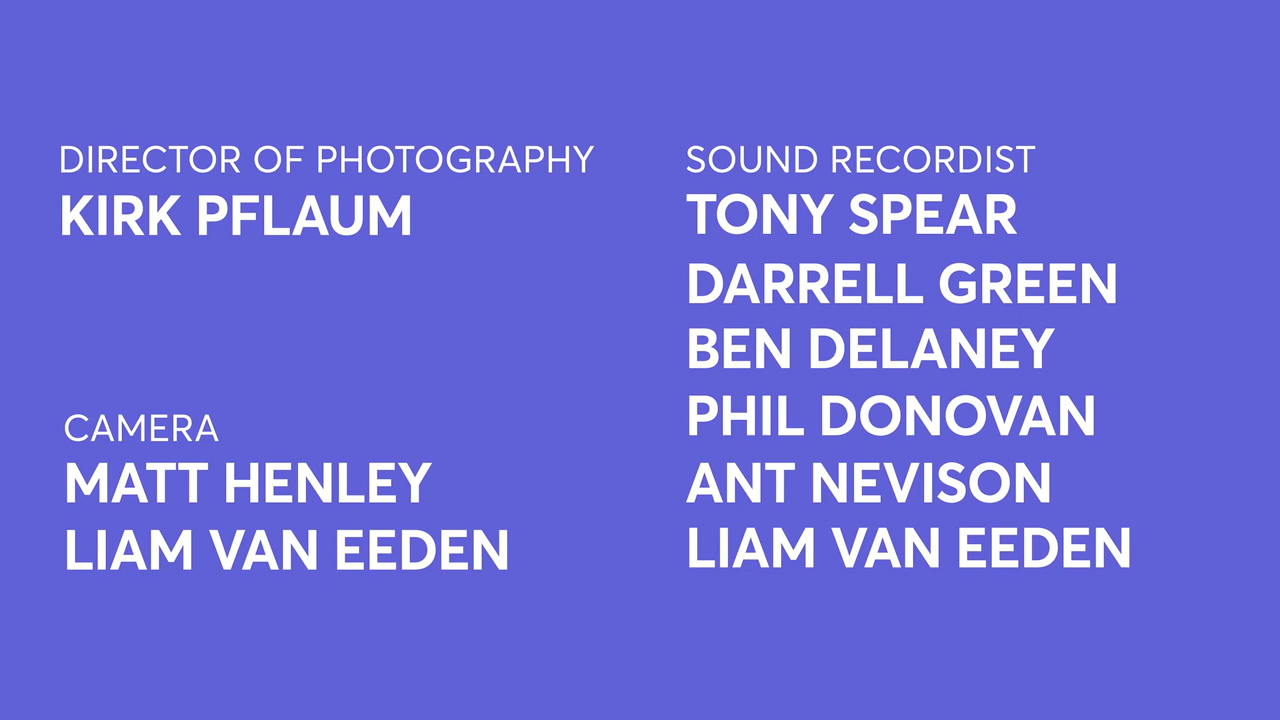 DIRECTOR OF PHOTOGRAPHY
KIRK PFLAUM
CAMERA
MATT HENLEY
LIAM VAN EEDEN
SOUND RECORDIST
TONY SPEAR
DARRELL GREEN
BEN DELANEY
PHIL DONOVAN
ANT NEVISON
LIAM VAN EEDEN